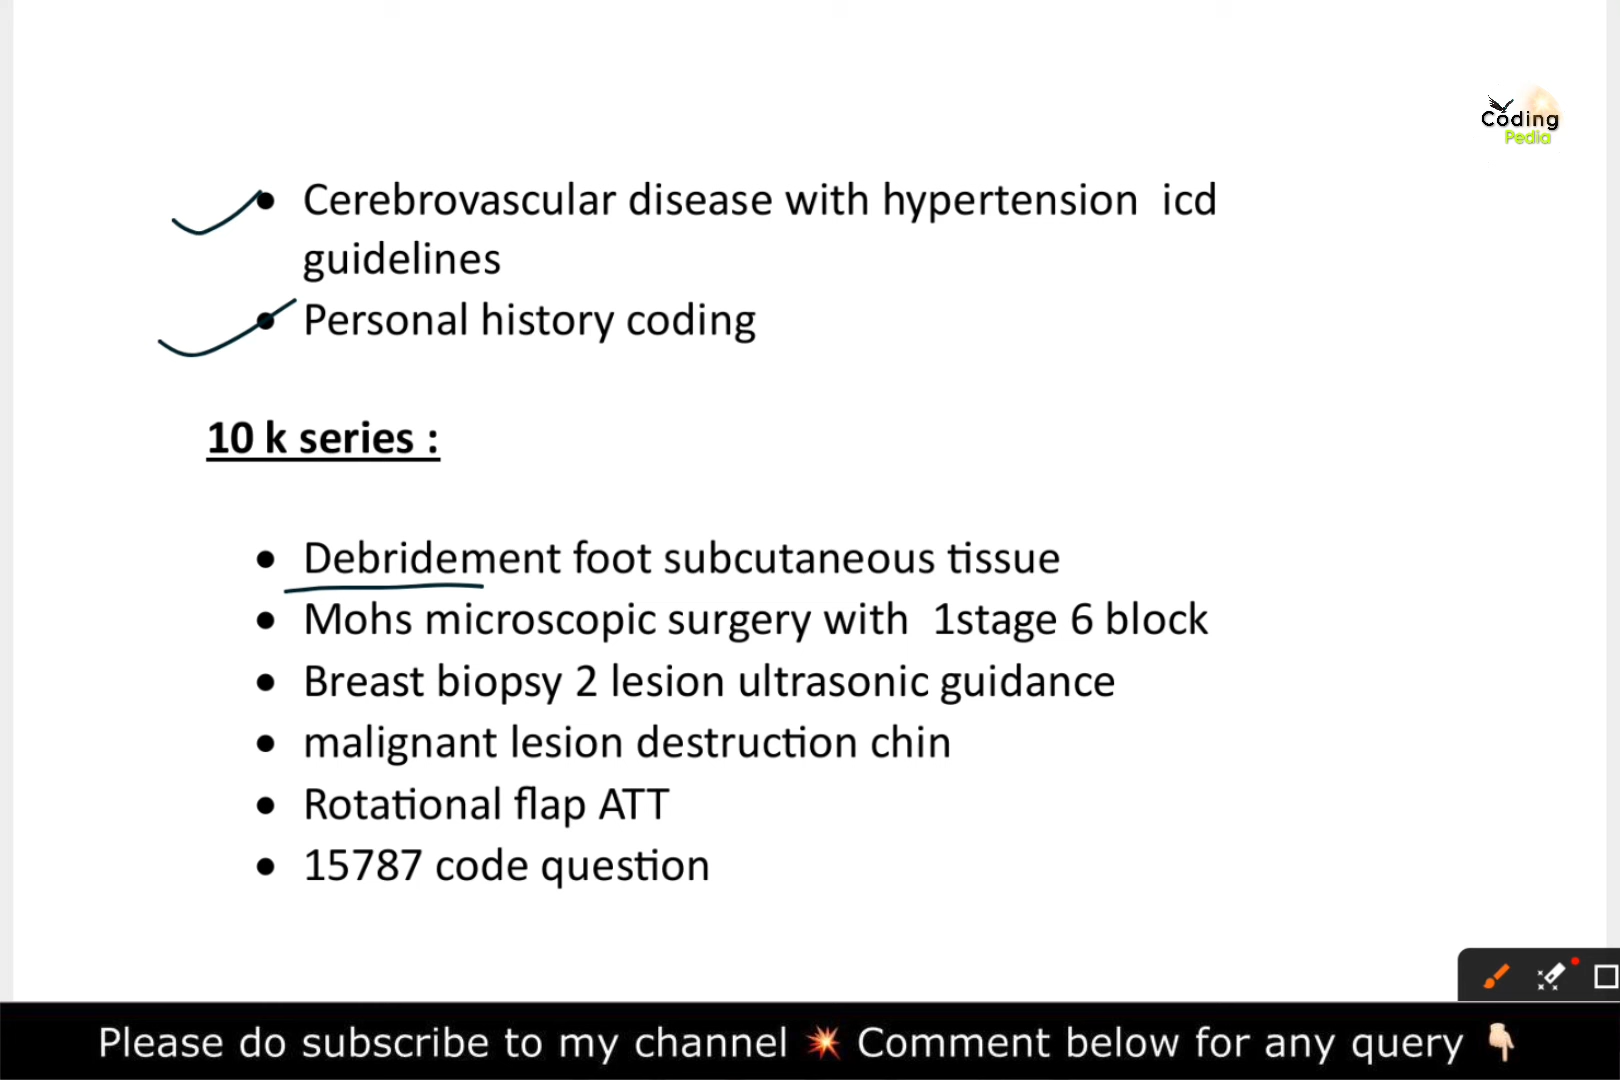 Coding
Pedia
• Cerebrovascular disease with hypertension icd
guidelines
• Personal history coding
10 k series :
• Debridement foot subcutaneous tissue
• Mohs microscopic surgery with 1stage 6 block
• Breast biopsy 2 lesion ultrasonic guidance
• malignant lesion destruction chin
• Rotational flap ATT
• 15787 code question
Please do subscribe to my channel 💥 Comment below for any query 👇🏻